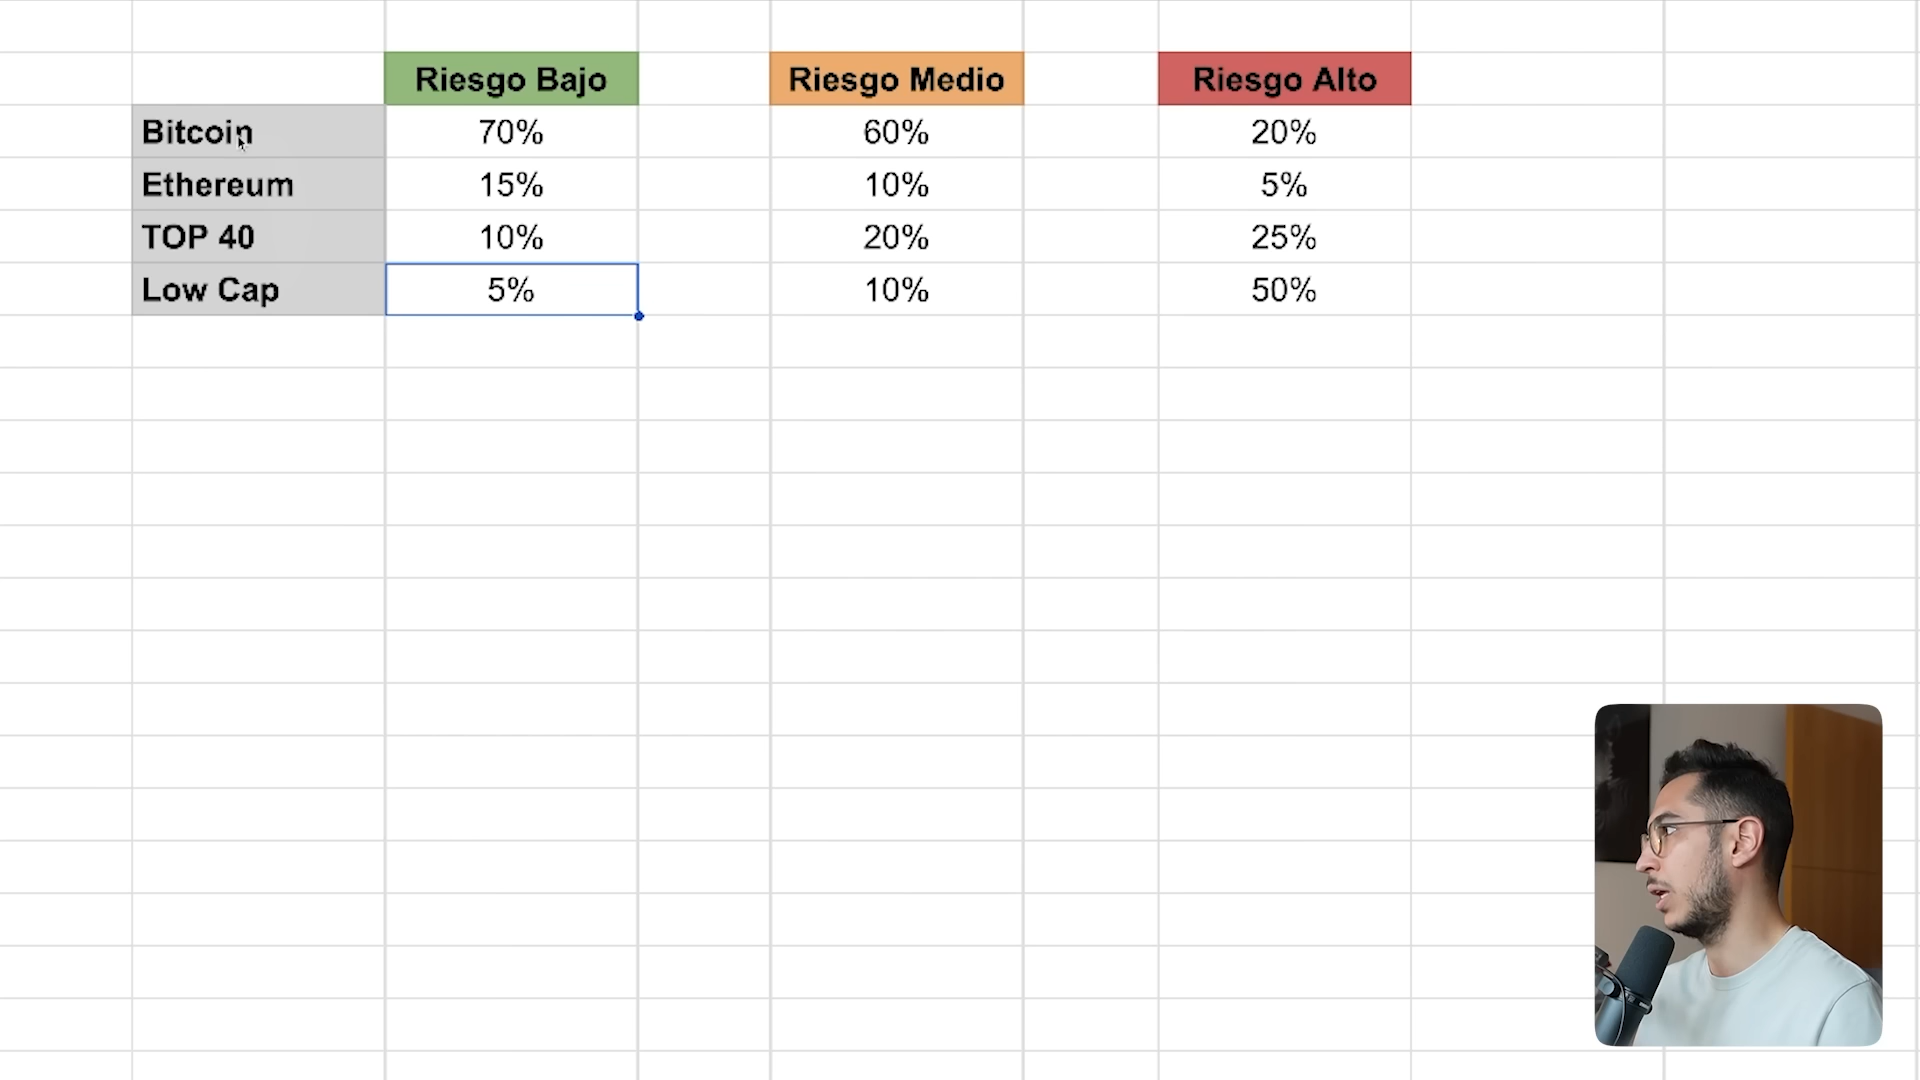 Riesgo Bajo Riesgo Medio Riesgo Alto
Bitcoin 70% 60% 20%
Ethereum 15% 10% 5%
TOP 40 10% 20% 25%
Low Cap 5% 10% 50%